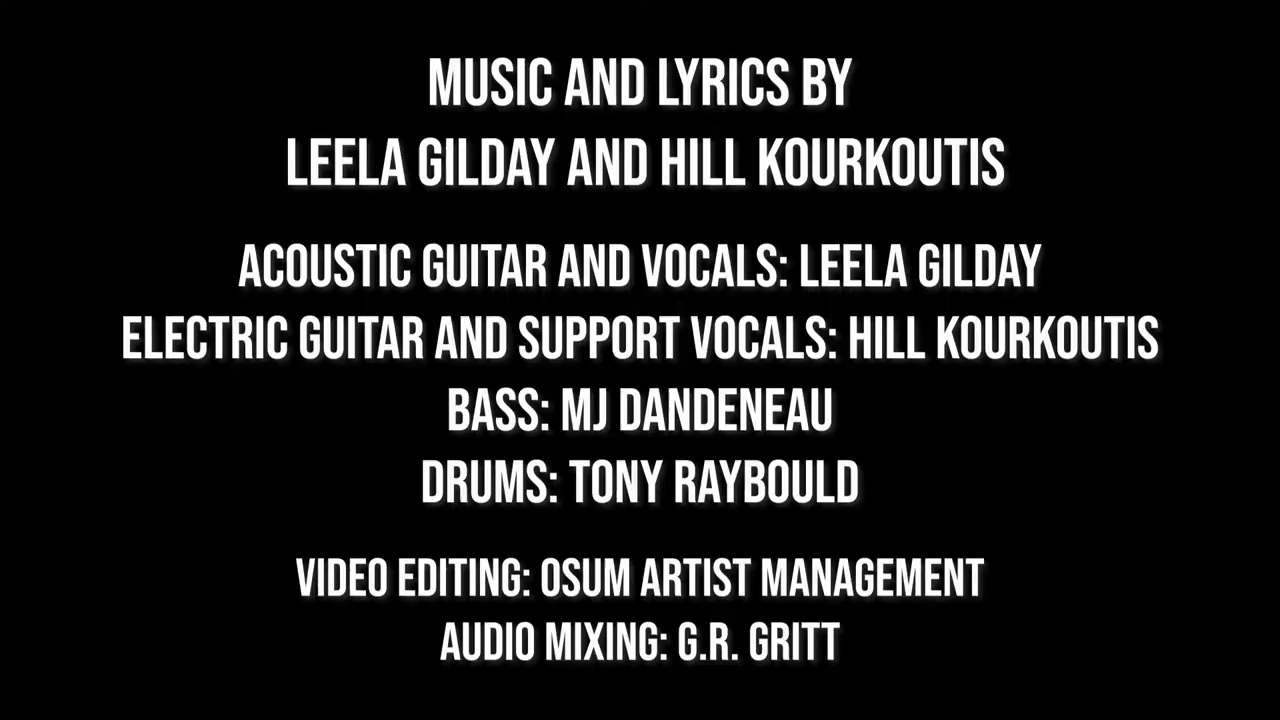 MUSIC AND LYRICS BY
LEELA GILDAY AND HILL KOURKOUTIS
ACOUSTIC GUITAR AND VOCALS: LEELA GILDAY
ELECTRIC GUITAR AND SUPPORT VOCALS: HILL KOURKOUTIS
BASS: MJ DANDENEAU
DRUMS: TONY RAYBOULD
VIDEO EDITING: OSUM ARTIST MANAGEMENT
AUDIO MIXING: G.R. GRITT